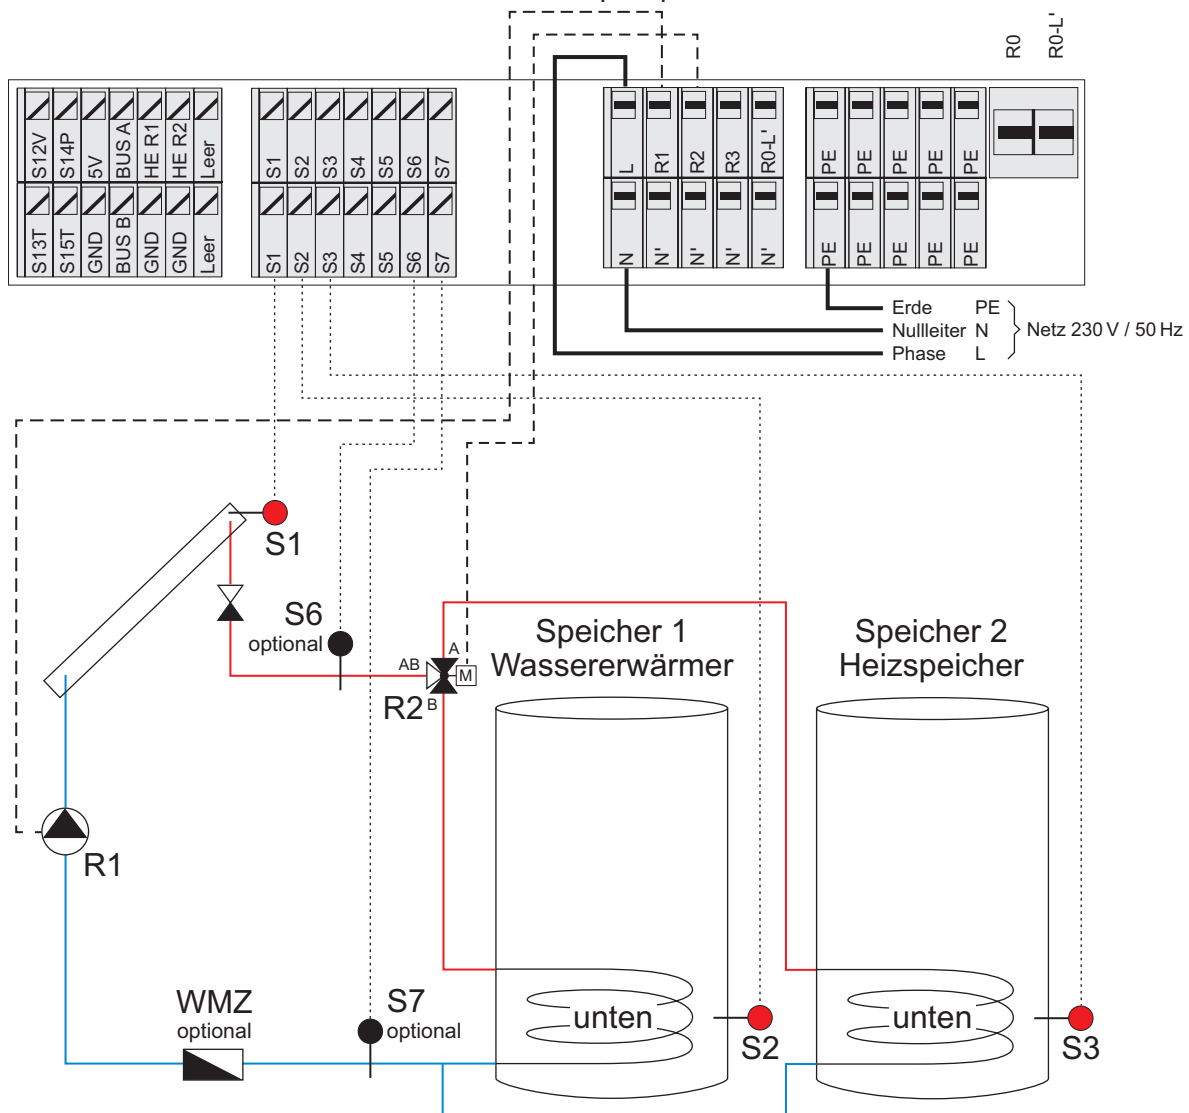 R0 R0-L'
S12V S14P 5V BUS A HE R1 HE R2 Leer
S1 S2 S3 S4 S5 S6 S7
L R1 R2 R3 R0-L'
PE PE PE PE PE
S13T S15T GND BUS B GND GND Leer
S1 S2 S3 S4 S5 S6 S7
N N' N' N' N'
PE PE PE PE PE
Erde PE
Nullleiter N
Phase L
Netz 230 V / 50 Hz
S1
S6
optional
AB
A
M
R2
B
Speicher 1
Wassererwärmer
Speicher 2
Heizspeicher
R1
WMZ
optional
S7
optional
unten
S2
unten
S3